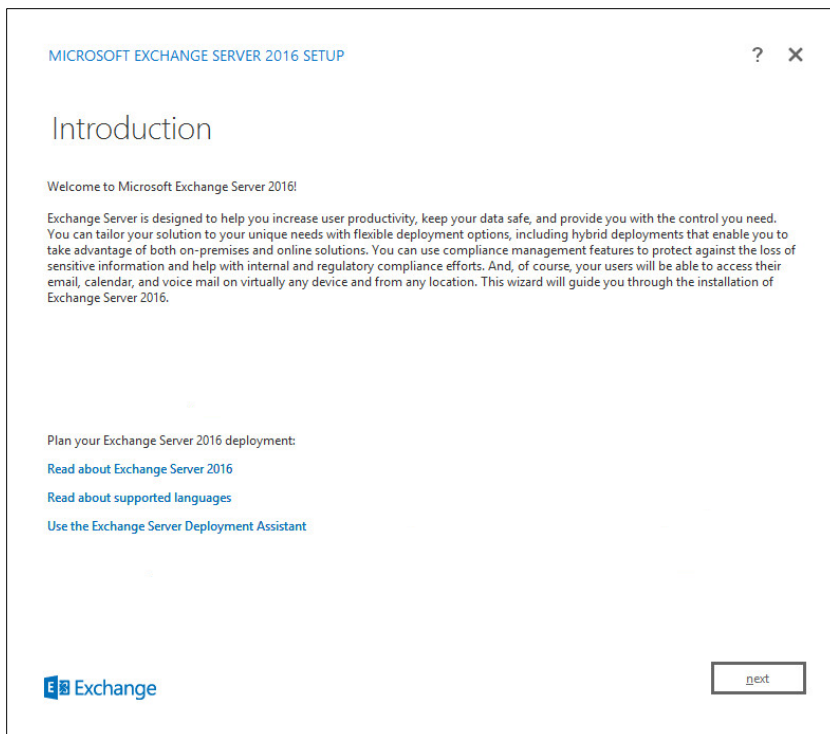 MICROSOFT EXCHANGE SERVER 2016 SETUP
?
Introduction
Welcome to Microsoft Exchange Server 2016!
Exchange Server is designed to help you increase user productivity, keep your data safe, and provide you with the control you need.
You can tailor your solution to your unique needs with flexible deployment options, including hybrid deployments that enable you to
take advantage of both on-premises and online solutions. You can use compliance management features to protect against the loss of
sensitive information and help with internal and regulatory compliance efforts. And, of course, your users will be able to access their
email, calendar, and voice mail on virtually any device and from any location. This wizard will guide you through the installation of
Exchange Server 2016.
Plan your Exchange Server 2016 deployment:
Read about Exchange Server 2016
Read about supported languages
Use the Exchange Server Deployment Assistant
E Exchange
next